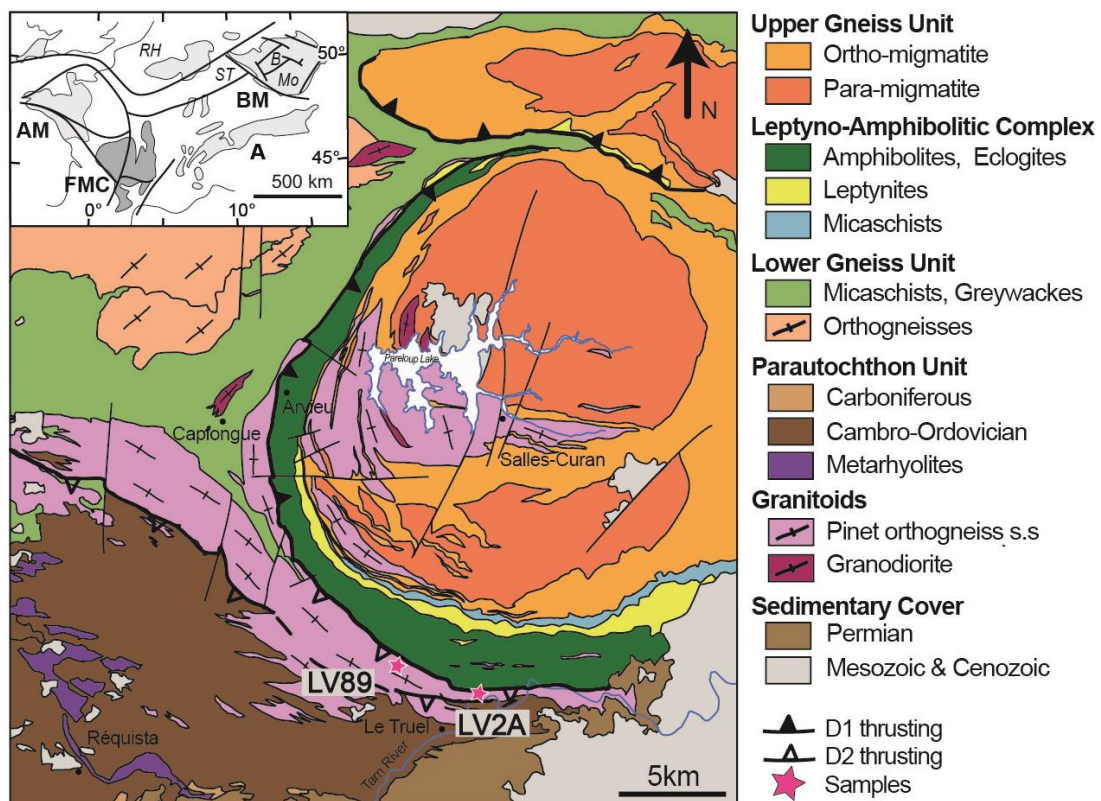 RH
ST
B
Mo
BM
AM
A
FMC
50°
45°
500 km
0°
10°
N
Pareloup Lake
Arvieu
Caplongue
Salles-Curan
LV89
LV2A
Le Truel
Réquista
Tarn River
5km
Upper Gneiss Unit
Ortho-migmatite
Para-migmatite
Leptyno-Amphibolitic Complex
Amphibolites, Eclogites
Leptynites
Micaschists
Lower Gneiss Unit
Micaschists, Greywackes
Orthogneisses
Parautochthon Unit
Carboniferous
Cambro-Ordovician
Metarhyolites
Granitoids
Pinet orthogneiss s.s
Granodiorite
Sedimentary Cover
Permian
Mesozoic & Cenozoic
D1 thrusting
D2 thrusting
Samples